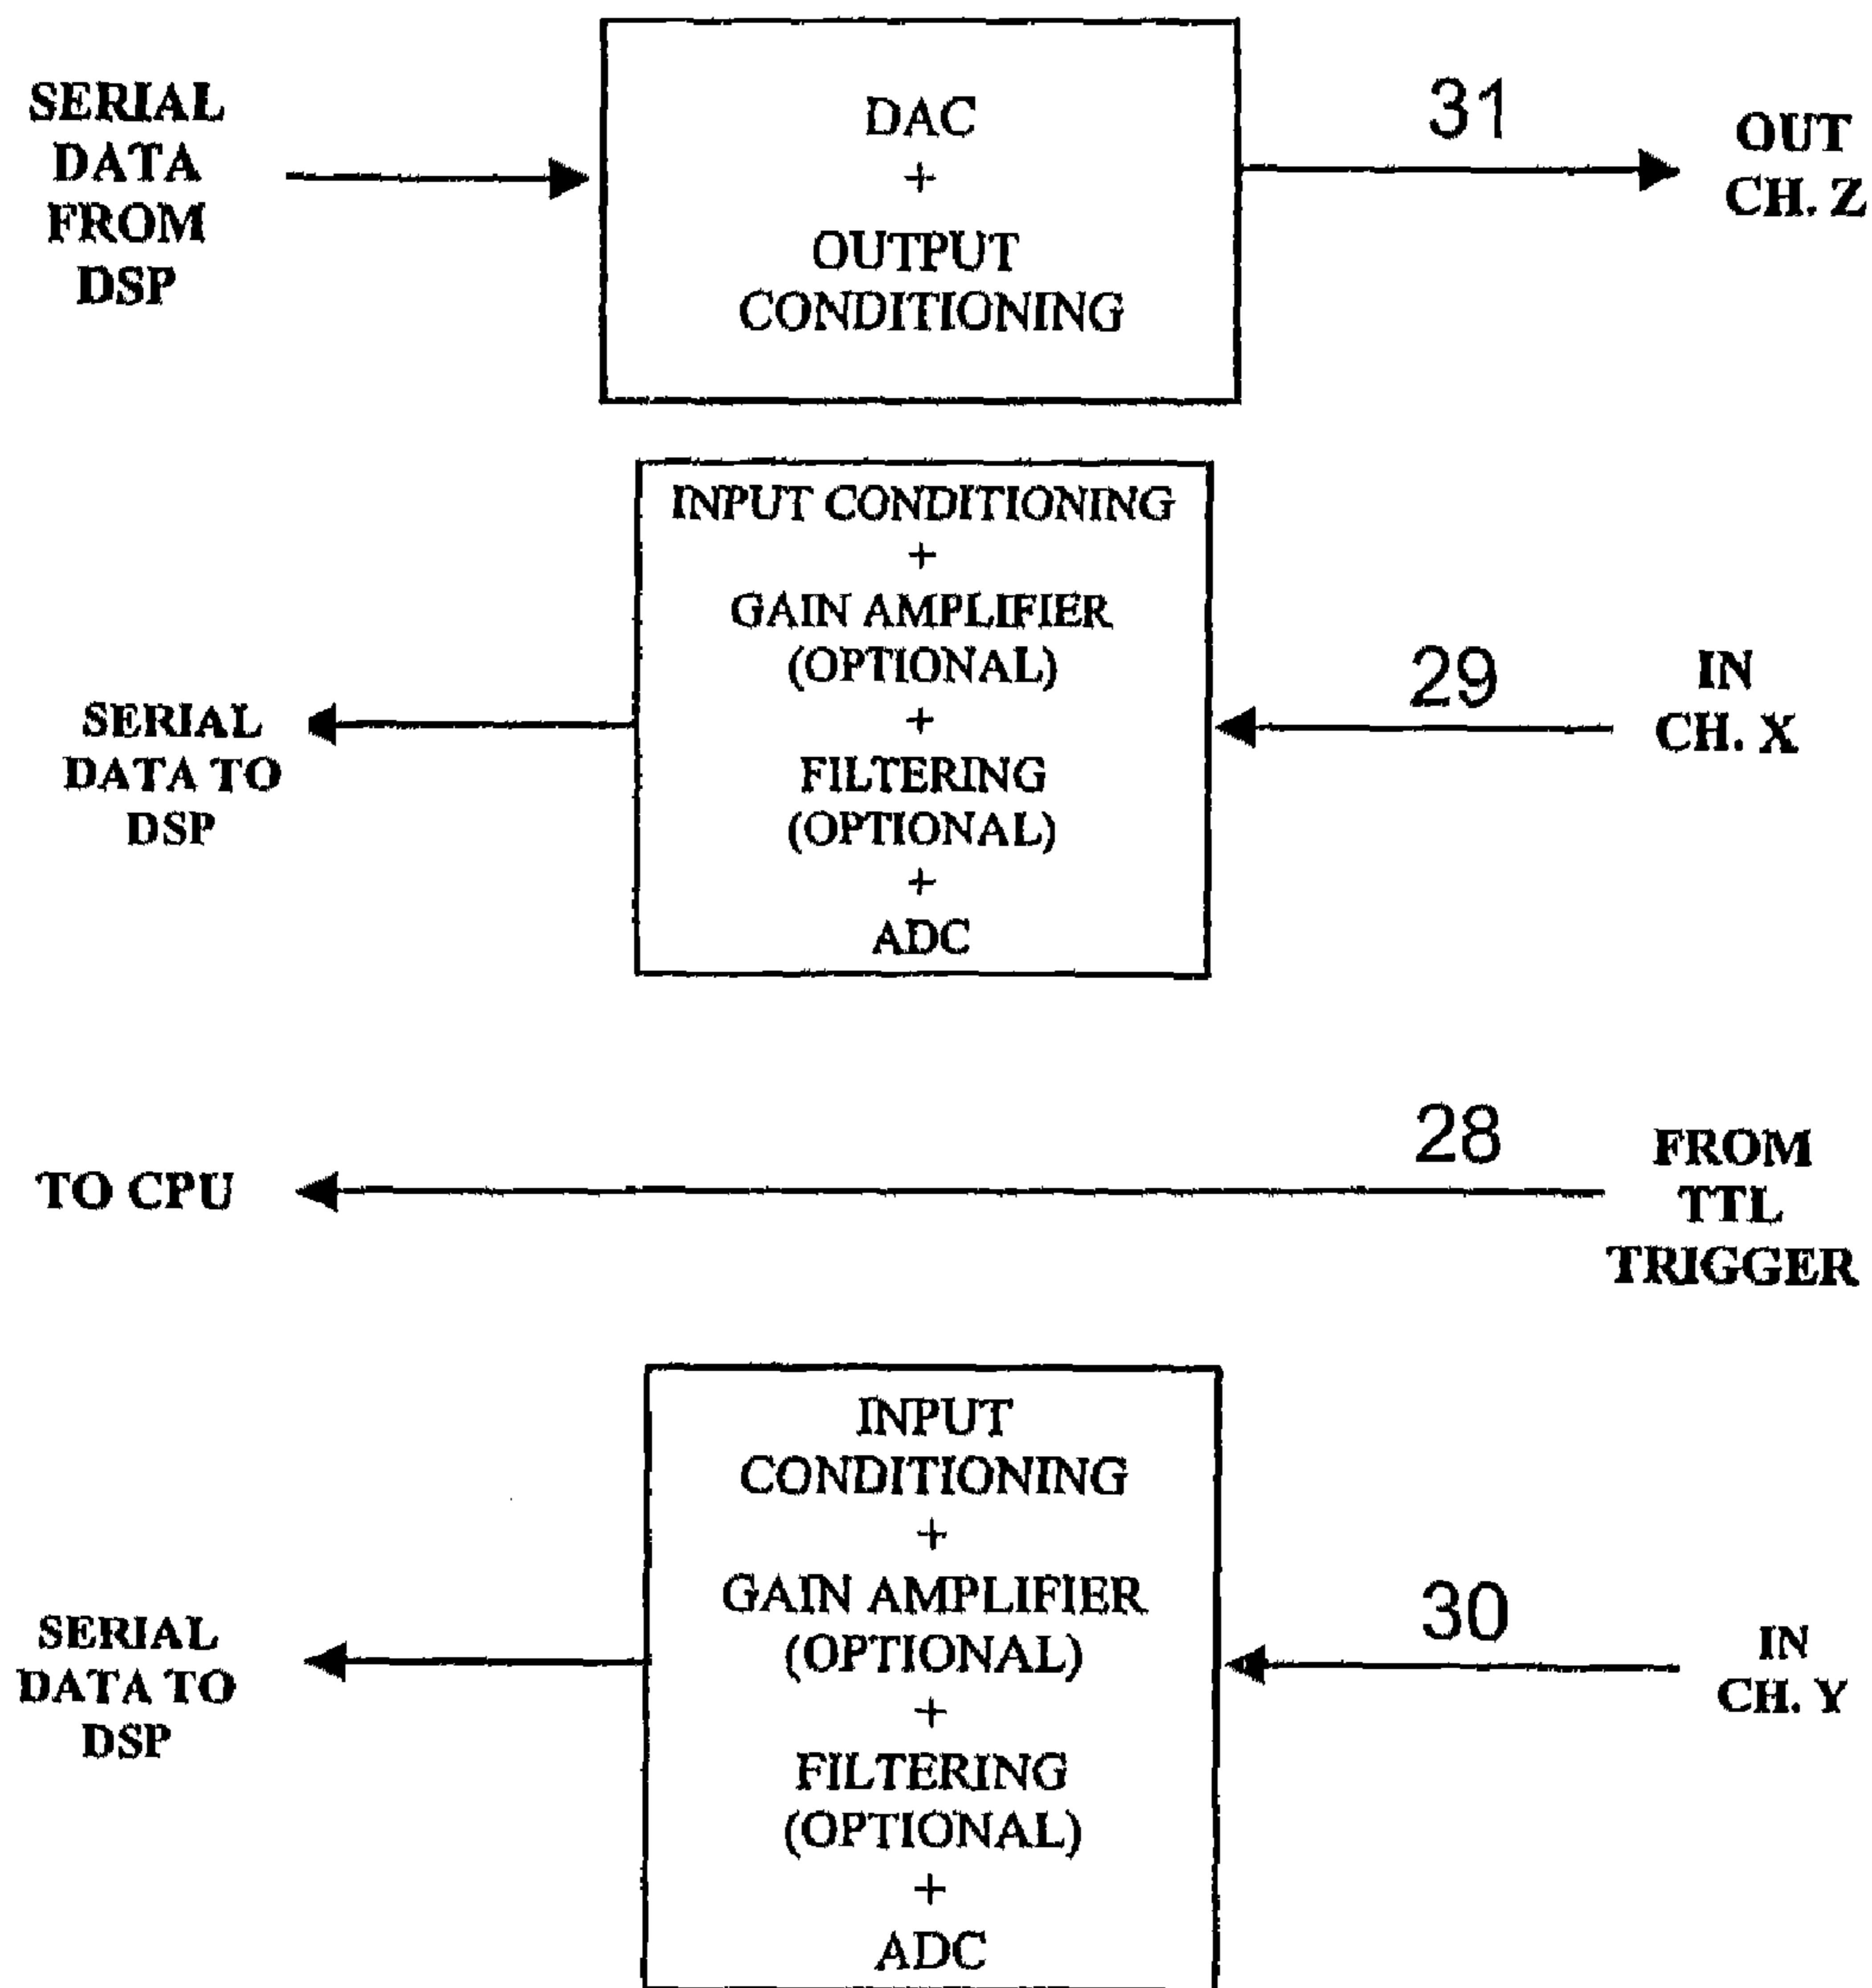 SERIAL
DATA
FROM
DSP
DAC
+
OUTPUT
CONDITIONING
31
OUT
CH. Z
SERIAL
DATA TO
DSP
INPUT CONDITIONING
+
GAIN AMPLIFIER
(OPTIONAL)
+
FILTERING
(OPTIONAL)
+
ADC
29
IN
CH. X
TO CPU
28
FROM
TTL
TRIGGER
SERIAL
DATA TO
DSP
INPUT
CONDITIONING
+
GAIN AMPLIFIER
(OPTIONAL)
+
FILTERING
(OPTIONAL)
+
ADC
30
IN
CH. Y